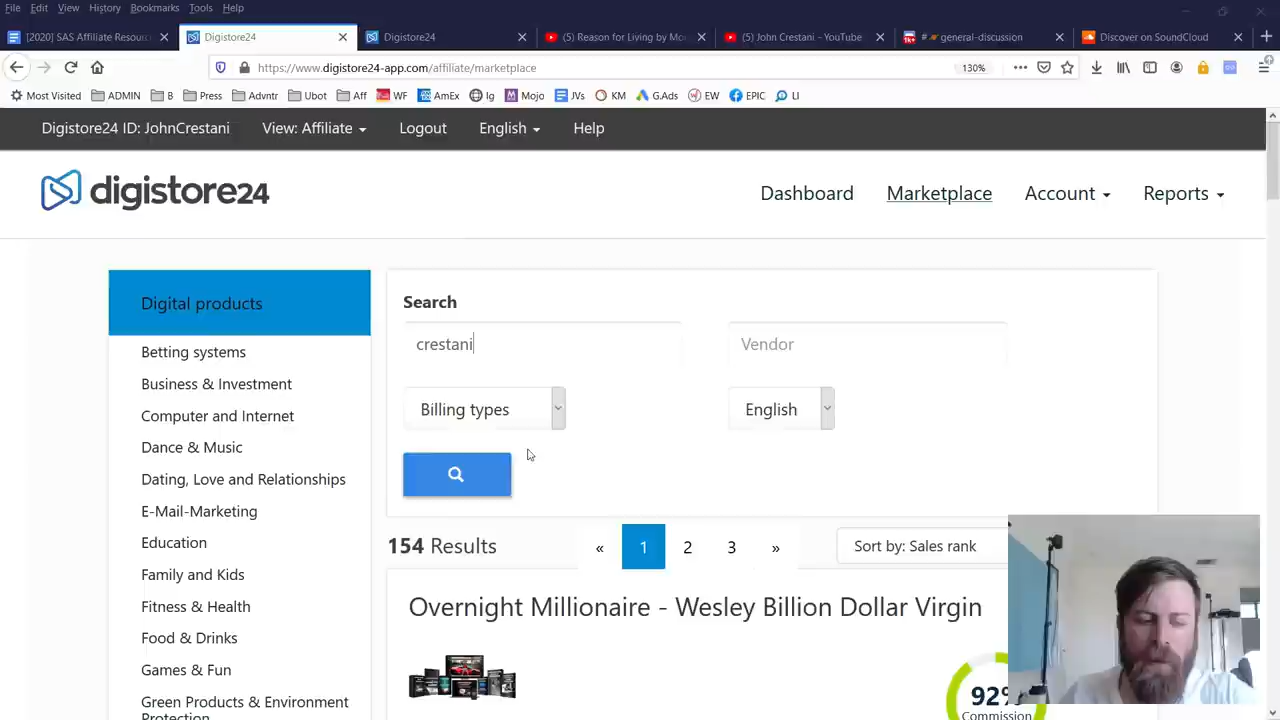 File Edit View History Bookmarks Tools Help
[2020] SAS Affiliate Resourc
Digistore24
Digistore24
(5) Reason for Living by Mo
(5) John Crestani - YouTube
general-discussion
Discover on SoundCloud
https://www.digistore24-app.com/affiliate/marketplace
130%
Most Visited ADMIN B Press Advntr Ubot Aff WF AmEx Ig Mojo JVs KM G.Ads EW EPIC LI
Digistore24 ID: JohnCrestani View: Affiliate Logout English Help
digistore24
Dashboard Marketplace Account Reports
Digital products
Betting systems
Business & Investment
Computer and Internet
Dance & Music
Dating, Love and Relationships
E-Mail-Marketing
Education
Family and Kids
Fitness & Health
Food & Drinks
Games & Fun
Green Products & Environment
Protection
Search
crestani Vendor
Billing types English
154 Results « 1 2 3 » Sort by: Sales rank
Overnight Millionaire - Wesley Billion Dollar Virgin
92%
Commission